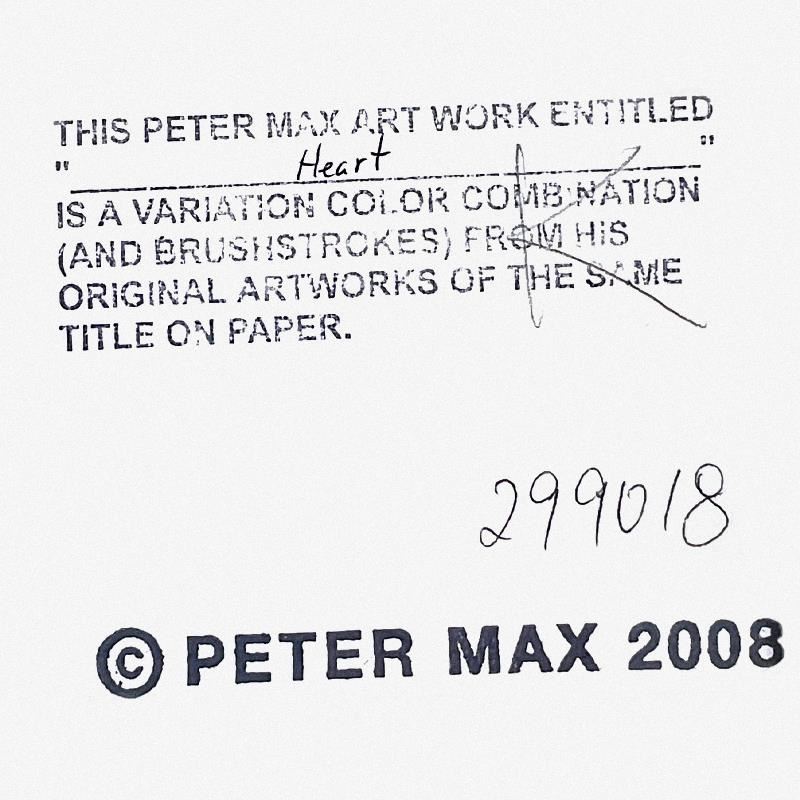 THIS PETER MAX ART WORK ENTITLED
" Heart "
IS A VARIATION COLOR COMBINATION
(AND BRUSHSTROKES) FROM HIS
ORIGINAL ARTWORKS OF THE SAME
TITLE ON PAPER.
K
299018
© PETER MAX 2008